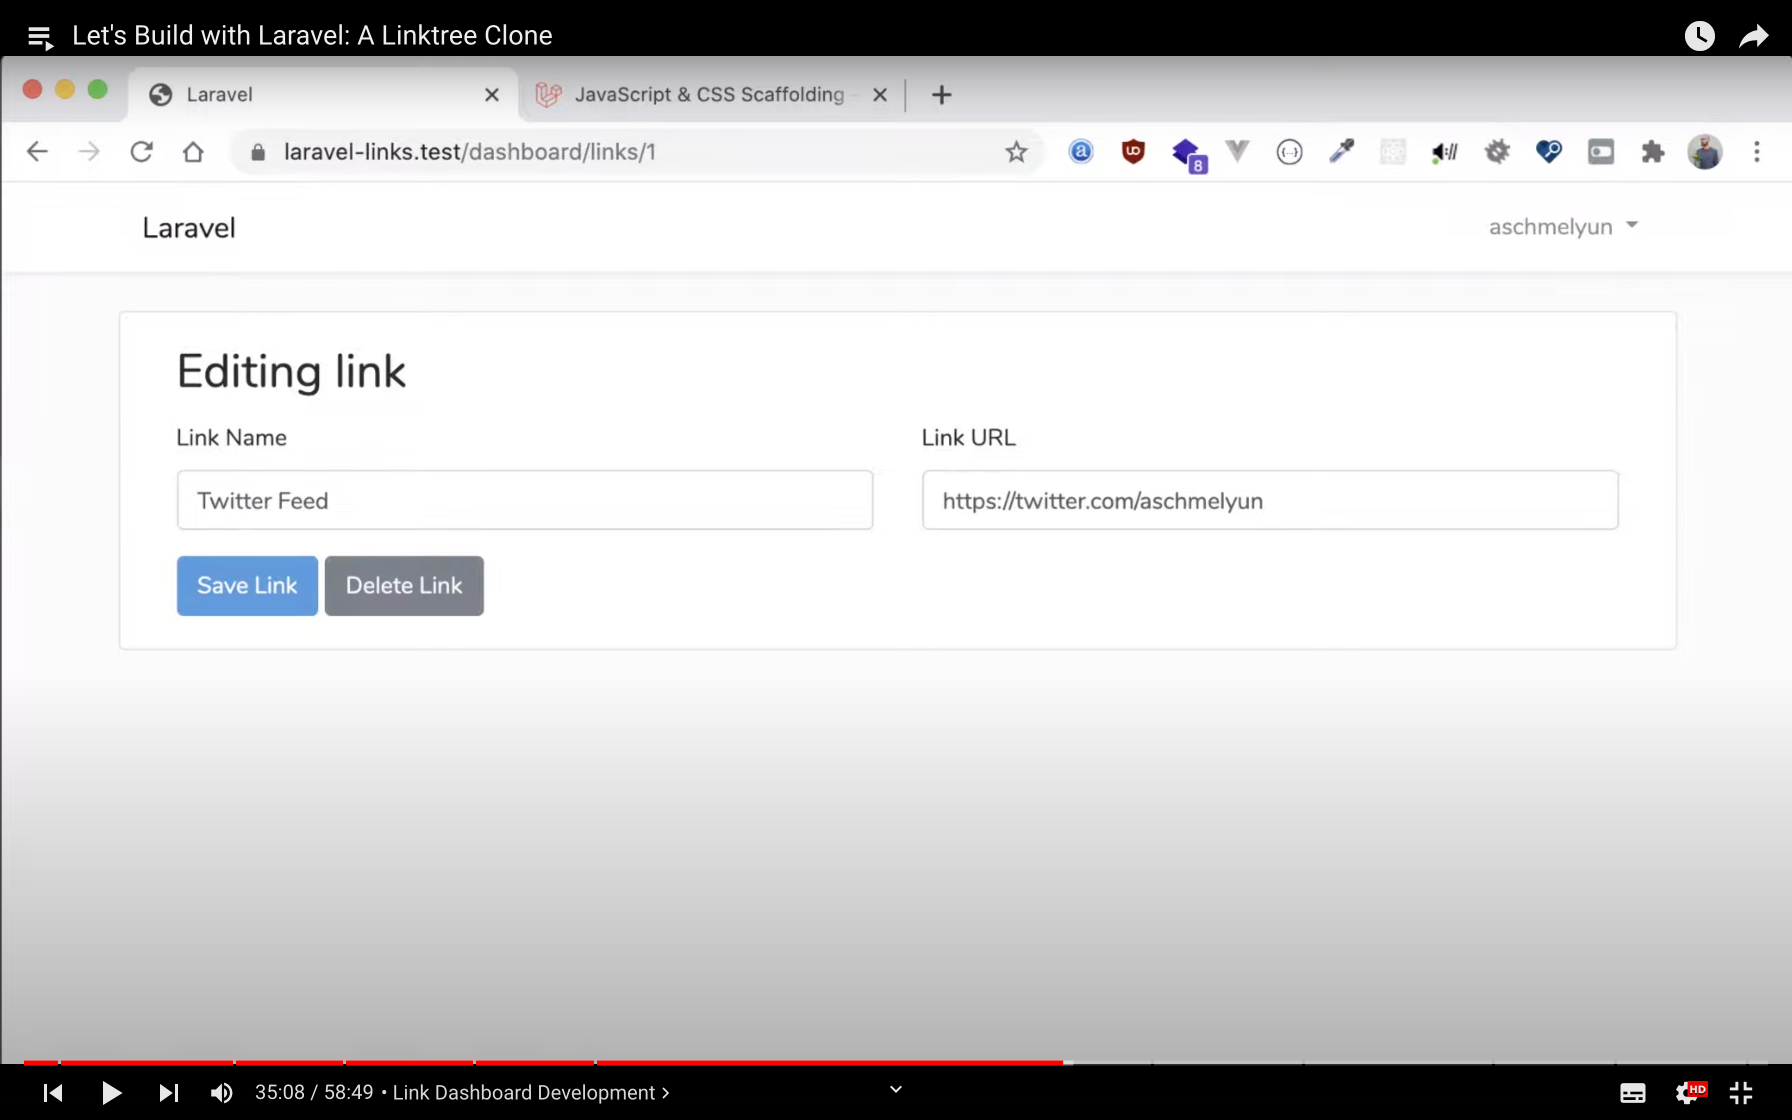 Let's Build with Laravel: A Linktree Clone
Laravel
JavaScript & CSS Scaffolding -
laravel-links.test/dashboard/links/1
8
Laravel
aschmelyun
Editing link
Link Name
Link URL
Twitter Feed
https://twitter.com/aschmelyun
Save Link
Delete Link
35:08 / 58:49 • Link Dashboard Development
HD